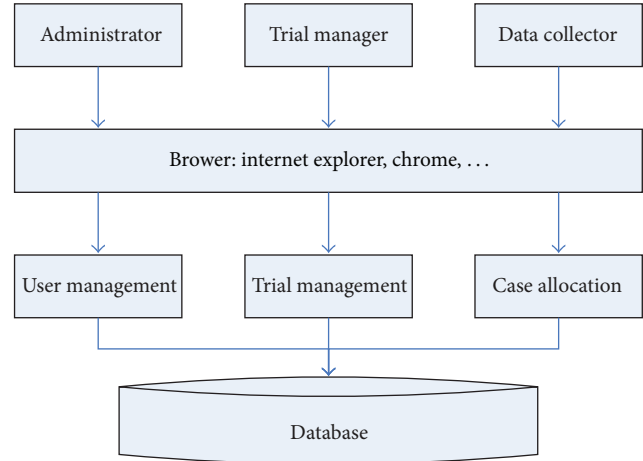 Administrator
Trial manager
Data collector
Brower: internet explorer, chrome, . . .
User management
Trial management
Case allocation
Database